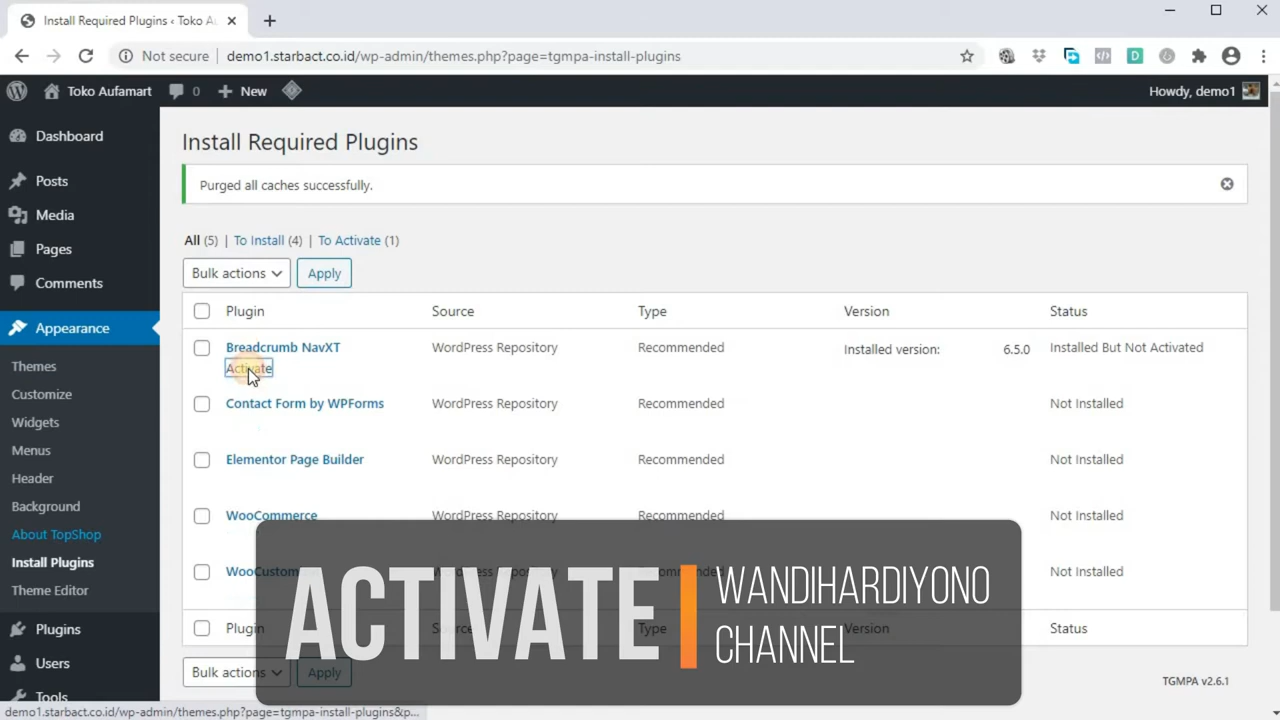 Install Required Plugins ‹ Toko Au
Not secure
demo1.starbact.co.id/wp-admin/themes.php?page=tgmpa-install-plugins
Toko Aufamart
0
New
Howdy, demo1
Dashboard
Posts
Media
Pages
Comments
Appearance
Themes
Customize
Widgets
Menus
Header
Background
About TopShop
Install Plugins
Theme Editor
Plugins
Users
Tools
Install Required Plugins
Purged all caches successfully.
All (5) | To Install (4) | To Activate (1)
Bulk actions Apply
Plugin Source Type Version Status
Breadcrumb NavXT WordPress Repository Recommended Installed version: 6.5.0 Installed But Not Activated
Activate
Contact Form by WPForms WordPress Repository Recommended Not Installed
Elementor Page Builder WordPress Repository Recommended Not Installed
WooCommerce WordPress Repository Recommended Not Installed
Not Installed
Plugin Source Type Version Status
Bulk actions Apply
TGMPA v2.6.1
ACTIVATE
WANDIHARDIYONO
CHANNEL
demo1.starbact.co.id/wp-admin/themes.php?page=tgmpa-install-plugins&p...